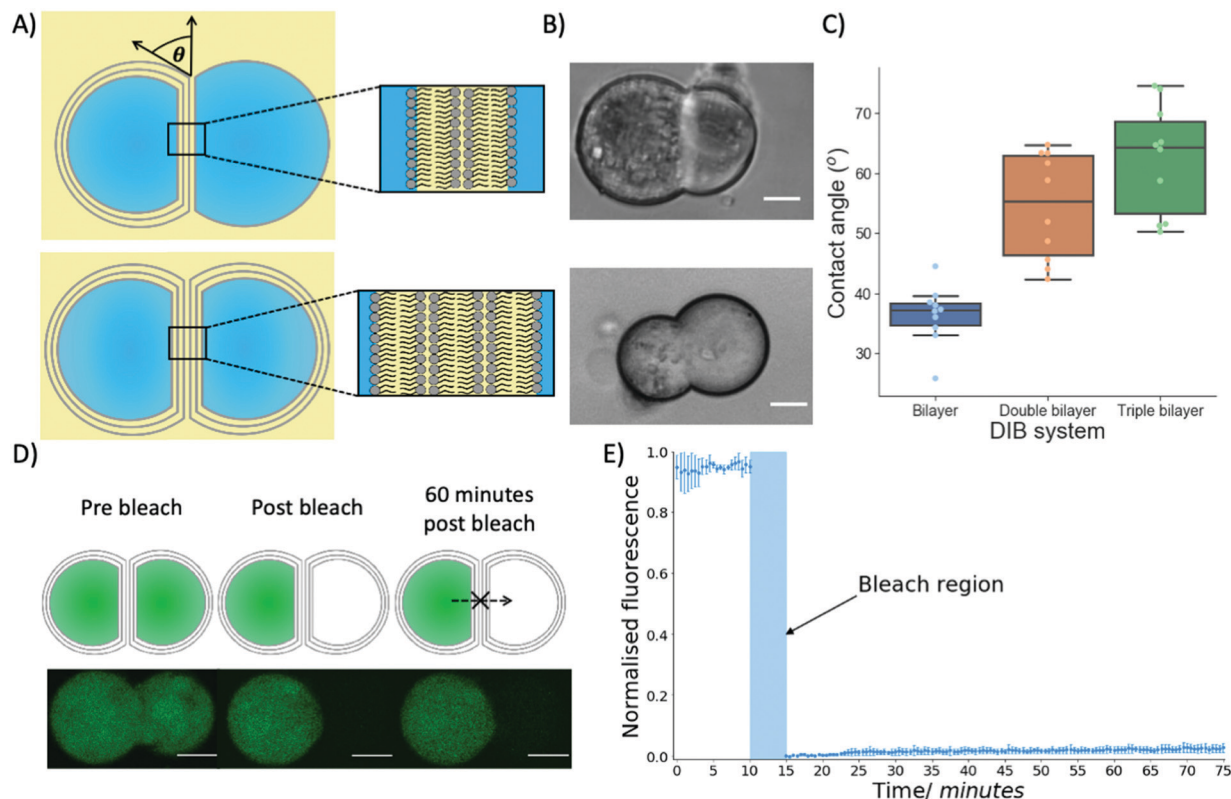 A)
θ
B)
C)
Contact angle (°)
70
60
50
40
30
Bilayer
Double bilayer
Triple bilayer
DIB system
D)
Pre bleach
Post bleach
60 minutes
post bleach
E)
Normalised fluorescence
1.0
0.8
0.6
0.4
0.2
0.0
Bleach region
0 5 10 15 20 25 30 35 40 45 50 55 60 65 70 75
Time/ minutes